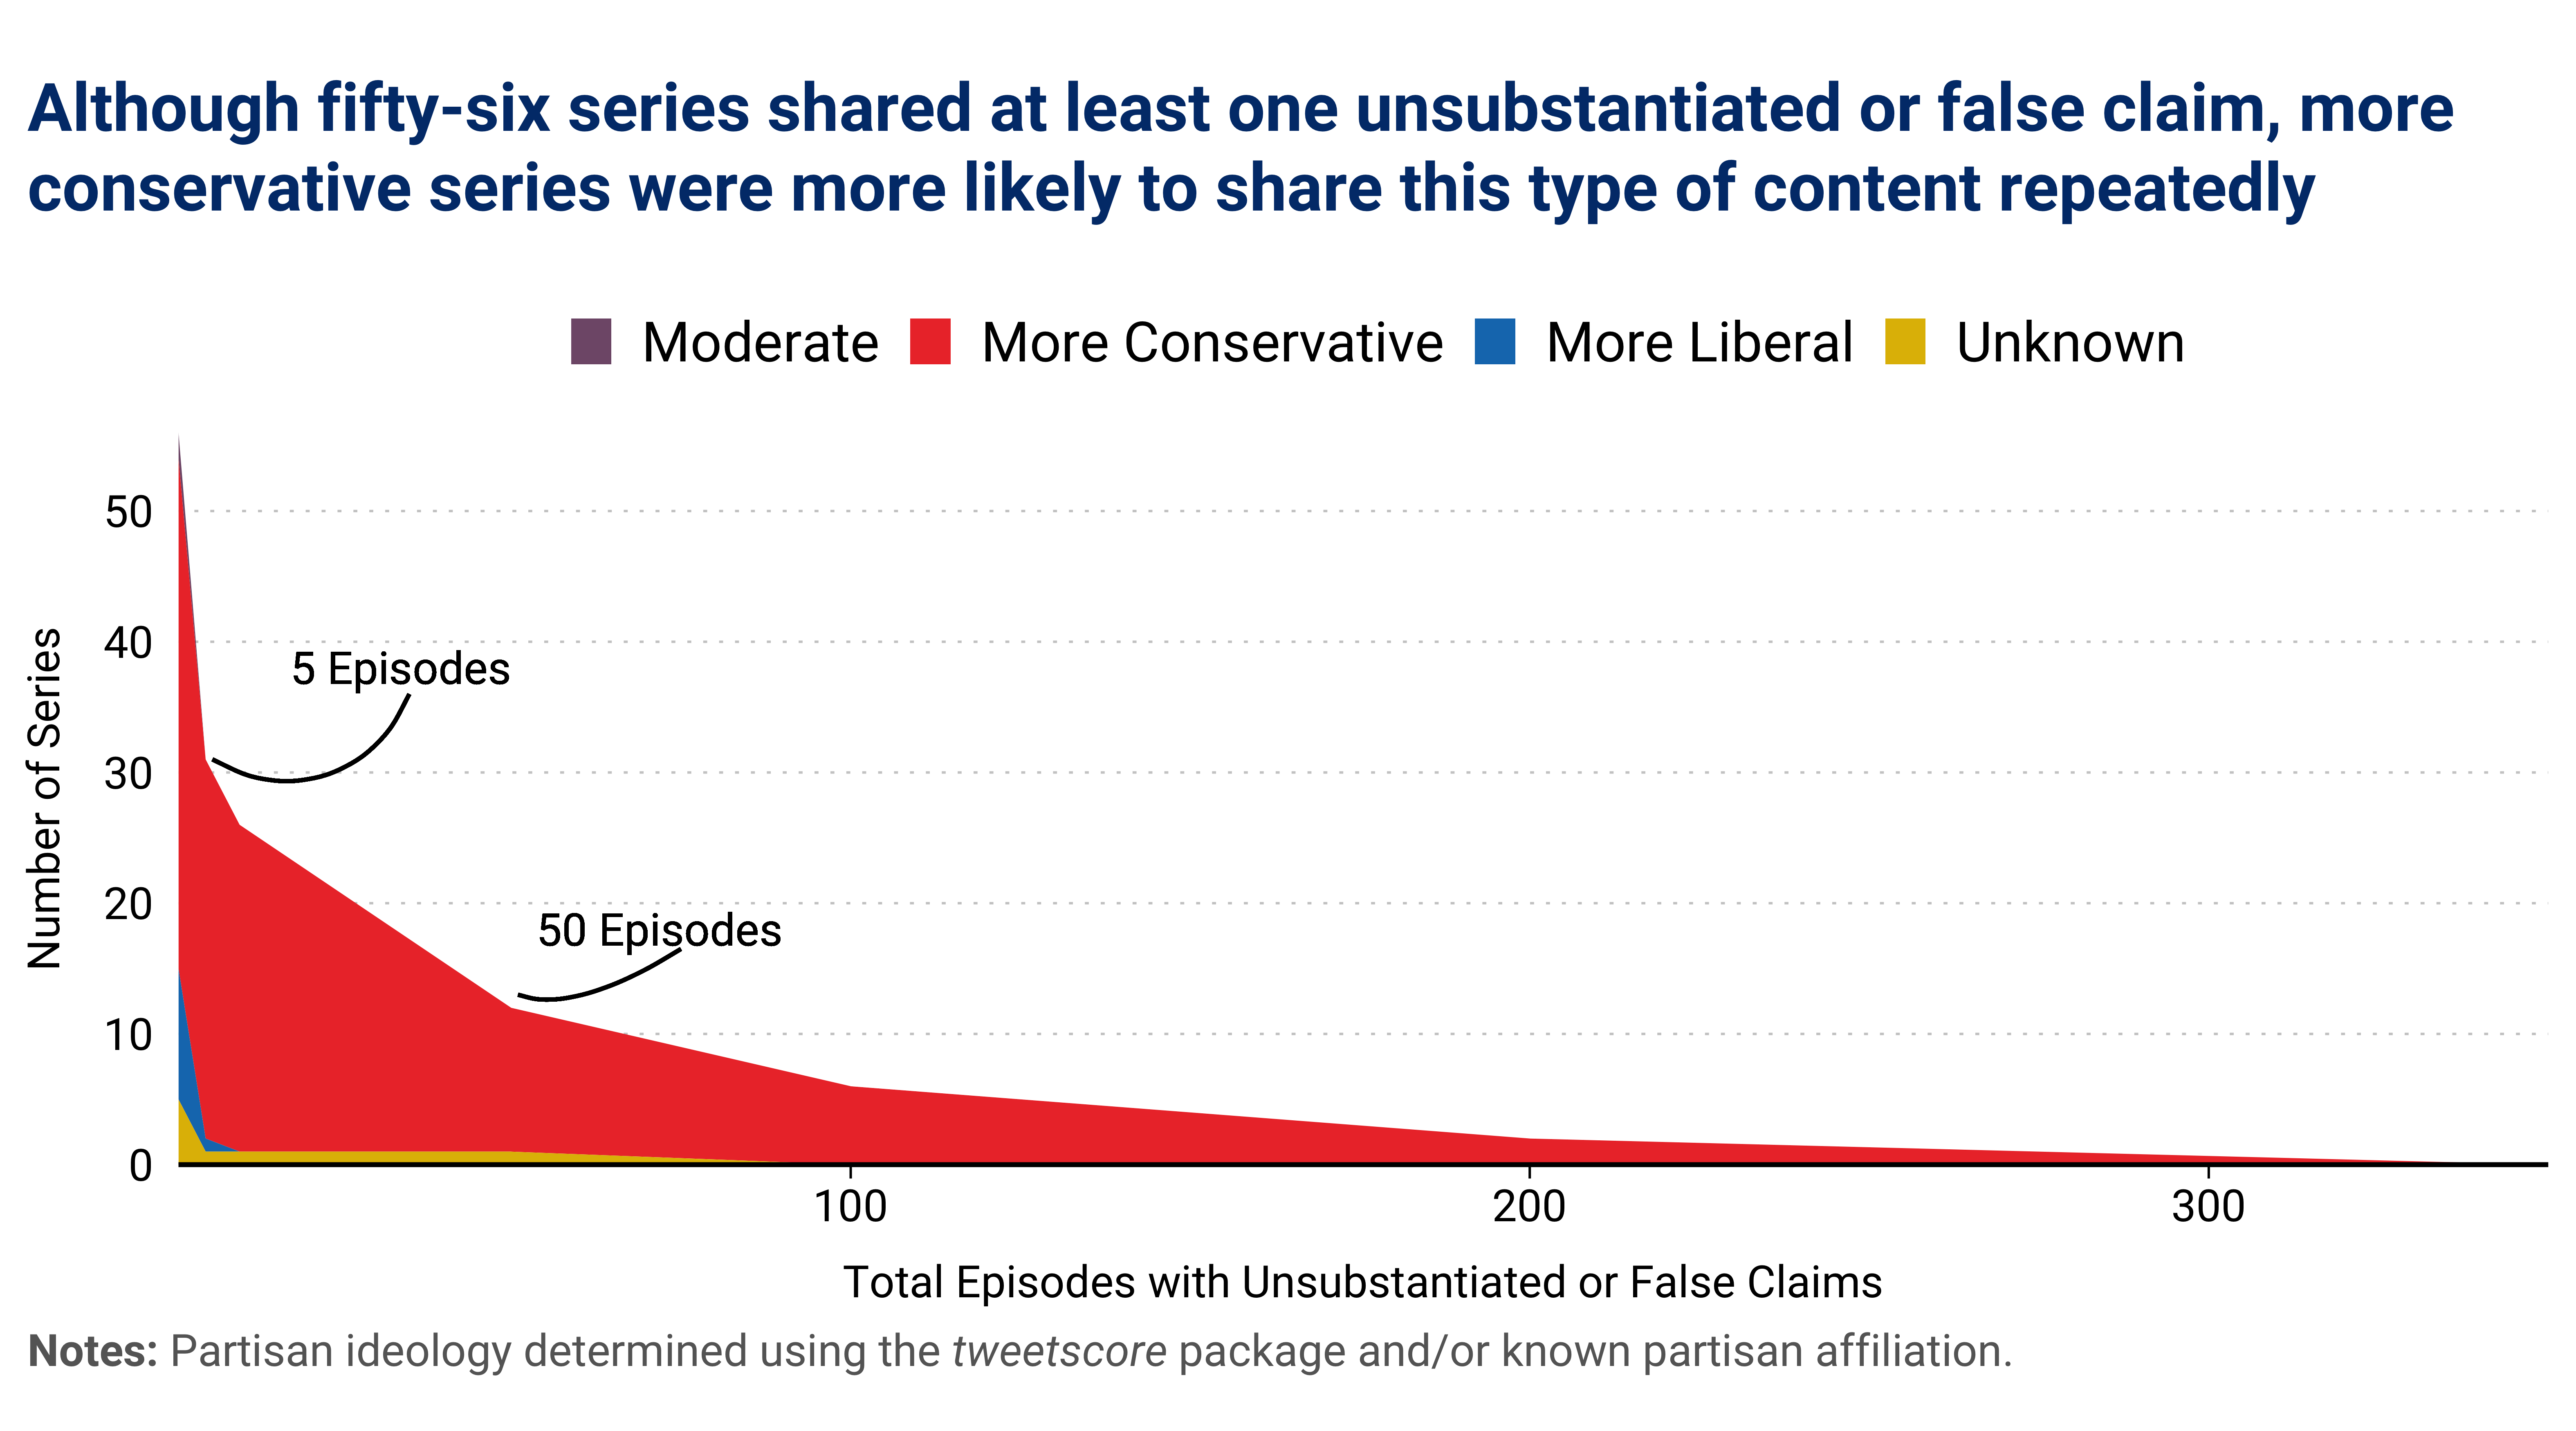 Although fifty-six series shared at least one unsubstantiated or false claim, more
conservative series were more likely to share this type of content repeatedly
Moderate More Conservative More Liberal Unknown
Number of Series
50
40
30
20
10
0
5 Episodes
50 Episodes
100 200 300
Total Episodes with Unsubstantiated or False Claims
Notes: Partisan ideology determined using the tweetscore package and/or known partisan affiliation.